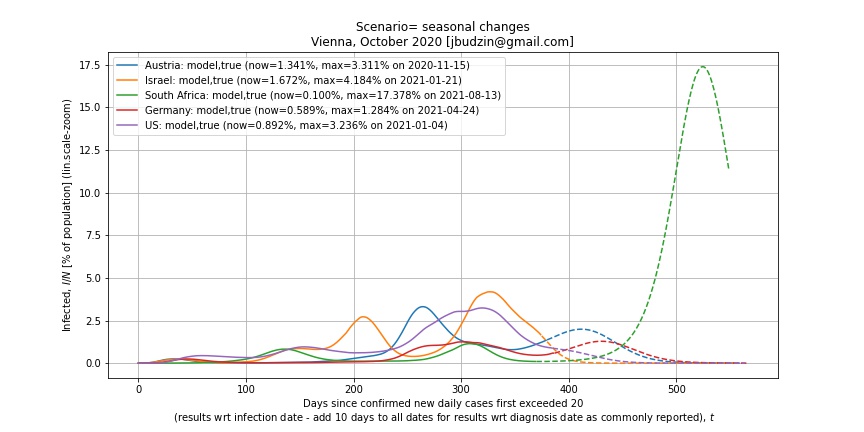 Scenario= seasonal changes
Vienna, October 2020 [jbudzin@gmail.com]
Austria: model,true (now=1.341%, max=3.311% on 2020-11-15)
Israel: model,true (now=1.672%, max=4.184% on 2021-01-21)
South Africa: model,true (now=0.100%, max=17.378% on 2021-08-13)
Germany: model,true (now=0.589%, max=1.284% on 2021-04-24)
US: model,true (now=0.892%, max=3.236% on 2021-01-04)
Infected, I/N [% of population] (lin.scale-zoom)
17.5
15.0
12.5
10.0
7.5
5.0
2.5
0.0
0 100 200 300 400 500
Days since confirmed new daily cases first exceeded 20
(results wrt infection date - add 10 days to all dates for results wrt diagnosis date as commonly reported), t